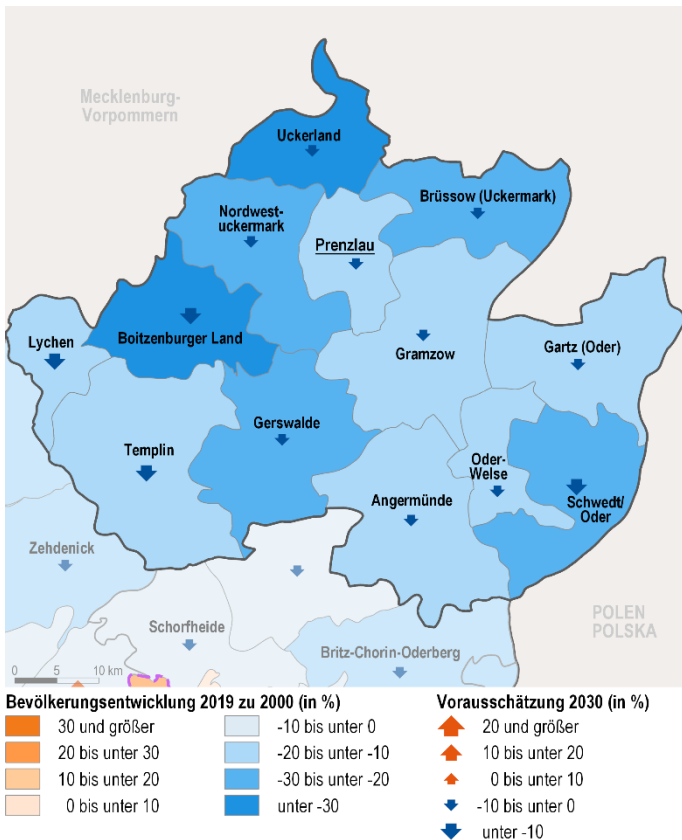 Mecklenburg-
Vorpommern
Uckerland
Brüssow (Uckermark)
Nordwest-
uckermark
Prenzlau
Lychen
Boitzenburger Land
Gramzow
Gartz (Oder)
Gerswalde
Templin
Oder-
Welse
Angermünde
Schwedt/
Oder
Zehdenick
Schorfheide
Britz-Chorin-Oderberg
POLEN
POLSKA
0 5 10 km
Bevölkerungsentwicklung 2019 zu 2000 (in %)
30 und größer
20 bis unter 30
10 bis unter 20
0 bis unter 10
-10 bis unter 0
-20 bis unter -10
-30 bis unter -20
unter -30
Vorausschätzung 2030 (in %)
20 und größer
10 bis unter 20
0 bis unter 10
-10 bis unter 0
unter -10